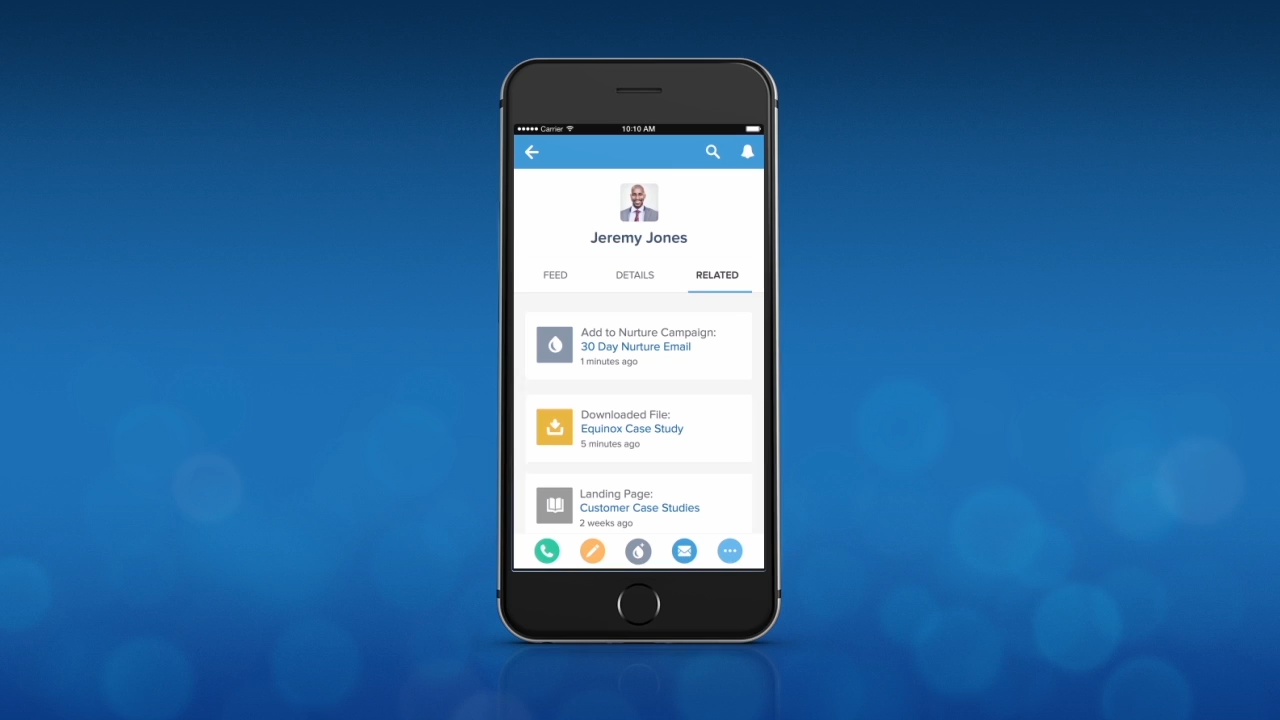 Carrier
10:10 AM
Jeremy Jones
FEED
DETAILS
RELATED
Add to Nurture Campaign:
30 Day Nurture Email
1 minutes ago
Downloaded File:
Equinox Case Study
5 minutes ago
Landing Page:
Customer Case Studies
2 weeks ago